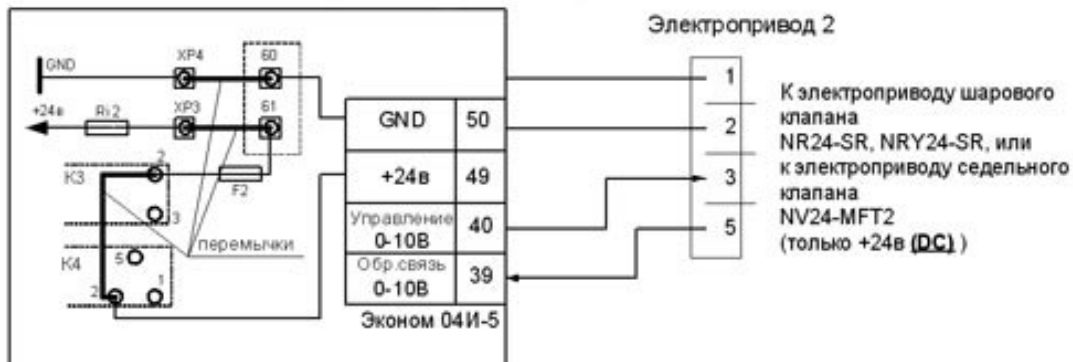 Электропривод 2
GND
XP4
60
+24в
Ri 2
XP3
61
GND
50
1
К электроприводу шарового
клапана
2
NR24-SR, NRY24-SR, или
к электроприводу седельного
клапана
3
NV24-MFT2
(только +24в (DC) )
5
K3
2
3
F2
+24в
49
Управление
0-10В
40
перемычки
K4
5
2
1
Обр.связь
0-10В
39
Эконом 04И-5